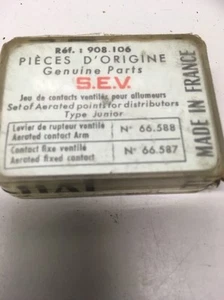 Réf. : 908.106
PIÈCES D'ORIGINE
Genuine Parts
S.E.V.
Jeu de contacts ventilés pour allumeurs
Set of Aerated points for distributors
Type Junior
Levier de rupteur ventilé
Aerated contact Arm
N° 66.588
Contact fixe ventilé
Aerated fixed contact
N° 66.587
MADE IN FRANCE